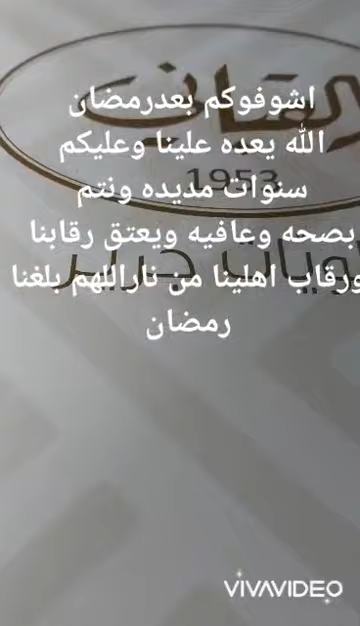 اشوفوكم بعدرمضان
الله يعده علينا وعليكم
سنوات مديده ونتم
بصحه وعافيه ويعتق رقابنا
ورقاب اهلينا من ناراللهم بلغنا
رمضان
1953
VIVAVIDEO